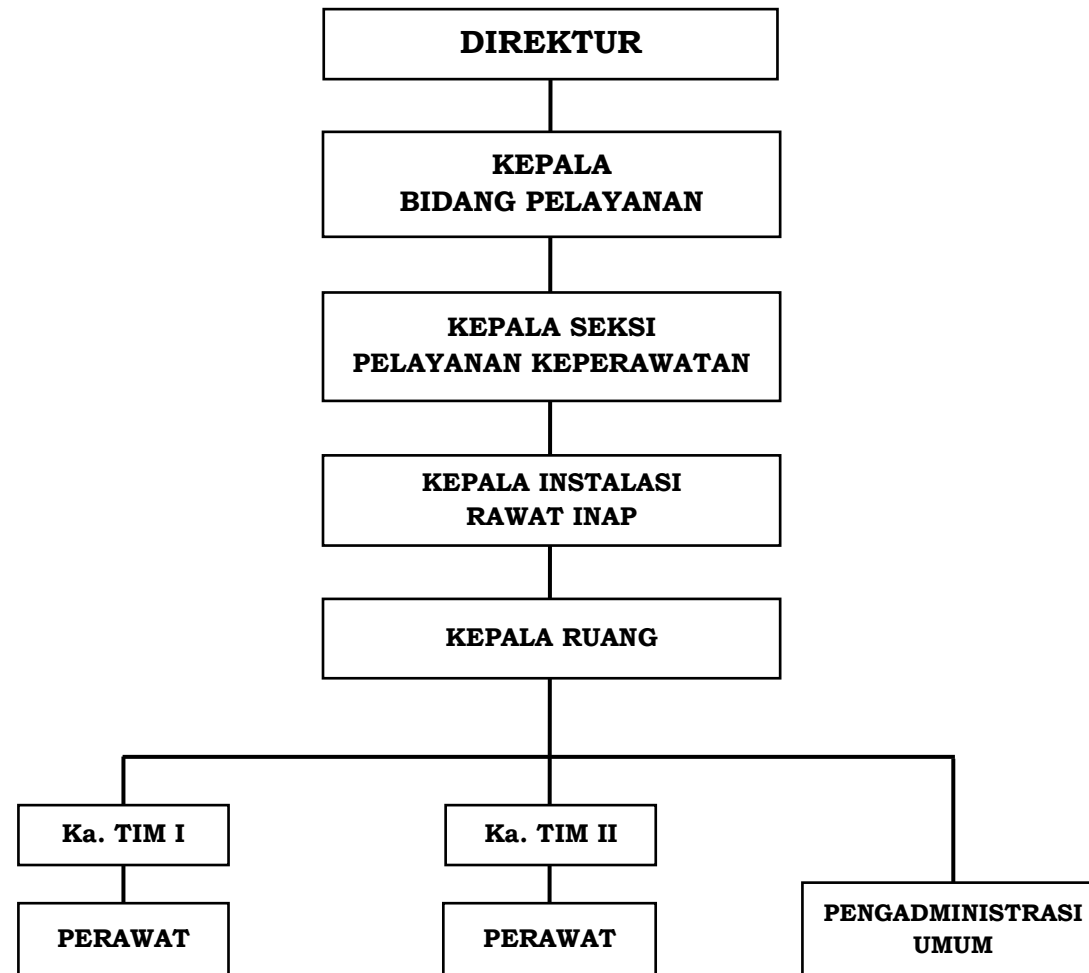 DIREKTUR
KEPALA
BIDANG PELAYANAN
KEPALA SEKSI
PELAYANAN KEPERAWATAN
KEPALA INSTALASI
RAWAT INAP
KEPALA RUANG
Ka. TIM I
Ka. TIM II
PERAWAT
PERAWAT
PENGADMINISTRASI
UMUM